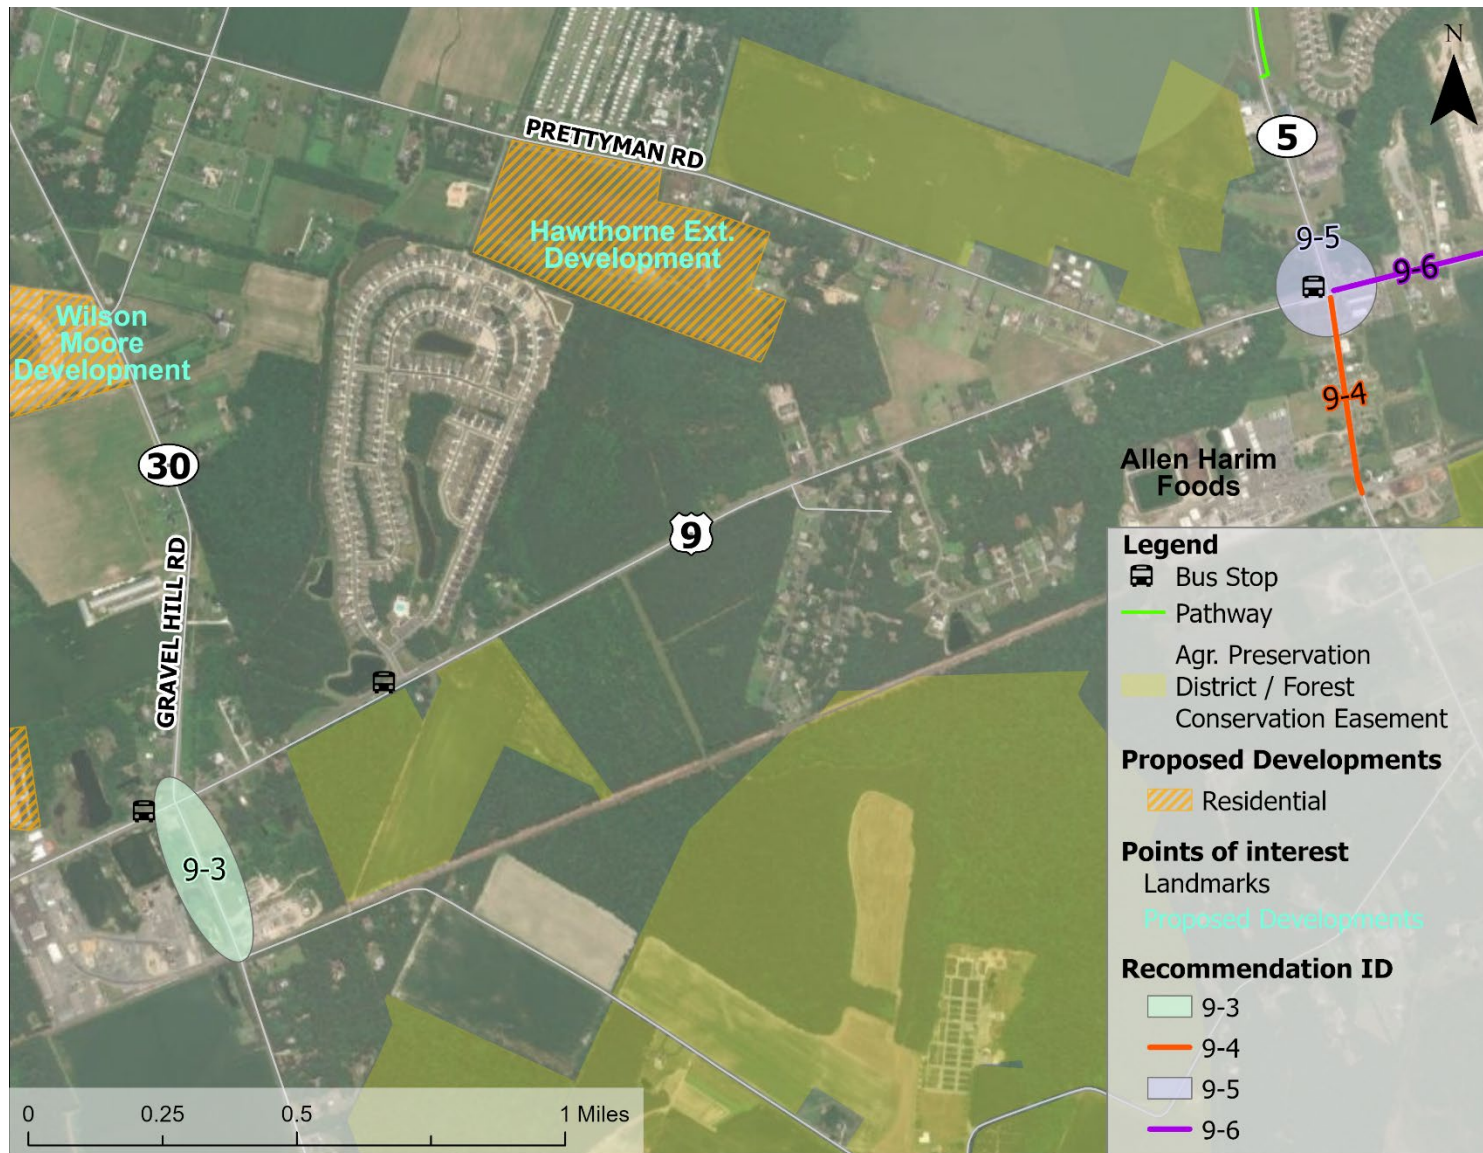 N
PRETTYMAN RD
5
Hawthorne Ext.
Development
9-5
9-6
Wilson
Moore
Development
9-4
30
Allen Harim
Foods
9
GRAVEL HILL RD
9-3
Legend
Bus Stop
Pathway
Agr. Preservation
District / Forest
Conservation Easement
Proposed Developments
Residential
Points of interest
Landmarks
Proposed Developments
Recommendation ID
9-3
9-4
9-5
9-6
0 0.25 0.5 1 Miles